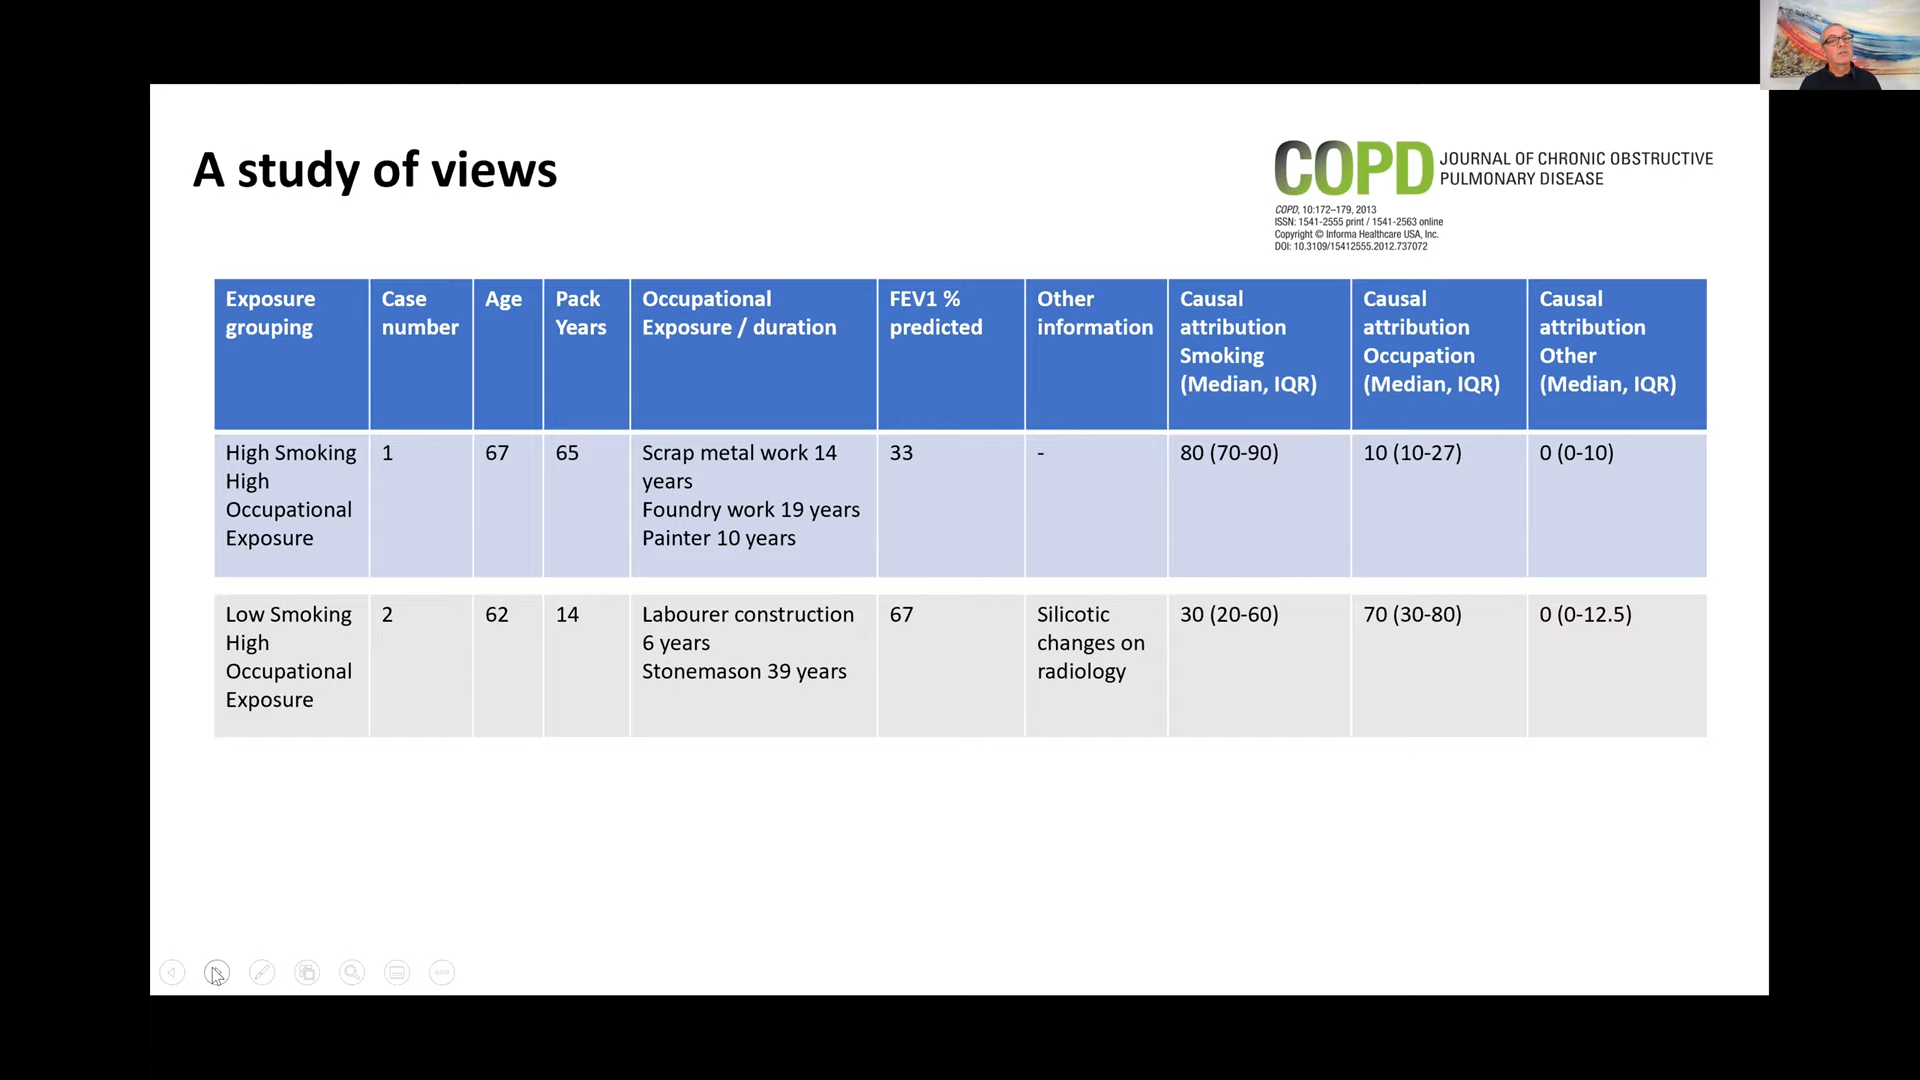 A study of views
COPD JOURNAL OF CHRONIC OBSTRUCTIVE
PULMONARY DISEASE
COPD, 10:172–179, 2013
ISSN: 1541-2555 print / 1541-2563 online
Copyright © Informa Healthcare USA, Inc.
DOI: 10.3109/15412555.2012.737072
Exposure
grouping
Case
number
Age
Pack
Years
Occupational
Exposure / duration
FEV1 %
predicted
Other
information
Causal
attribution
Smoking
(Median, IQR)
Causal
attribution
Occupation
(Median, IQR)
Causal
attribution
Other
(Median, IQR)
High Smoking
High
Occupational
Exposure
1
67
65
Scrap metal work 14
years
Foundry work 19 years
Painter 10 years
33
-
80 (70-90)
10 (10-27)
0 (0-10)
Low Smoking
High
Occupational
Exposure
2
62
14
Labourer construction
6 years
Stonemason 39 years
67
Silicotic
changes on
radiology
30 (20-60)
70 (30-80)
0 (0-12.5)